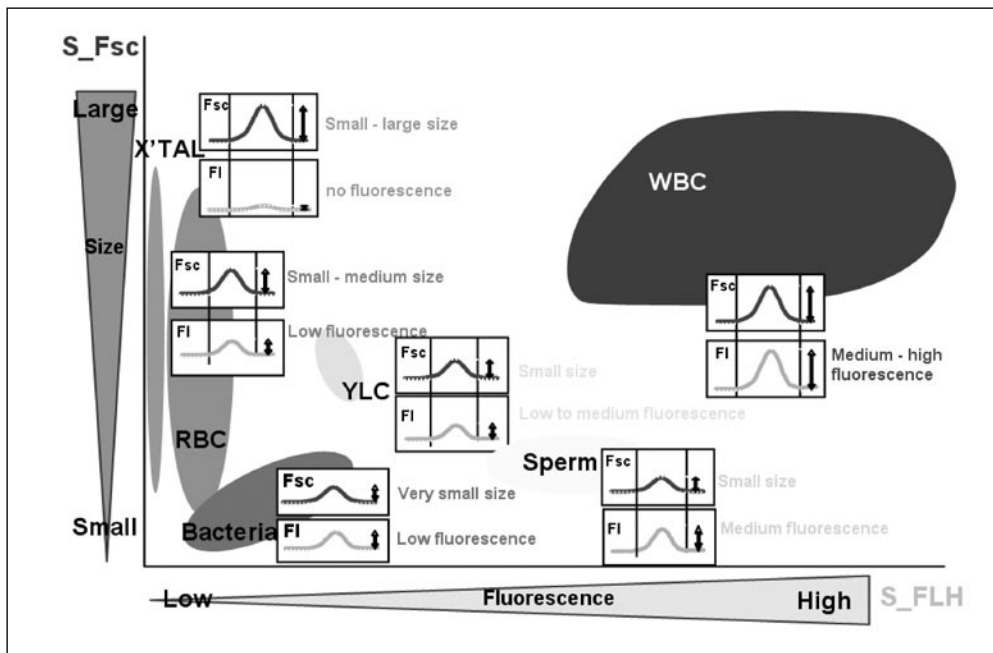 S_Fsc
Large
Fsc
Small - large size
X'TAL
Fl
no fluorescence
WBC
Size
Fsc
Small - medium size
Fsc
Fl
Low fluorescence
Fsc
Small size
Fl
Medium - high
fluorescence
YLC
Fl
Low to medium fluorescence
RBC
Sperm
Fsc
Small size
Fsc
Very small size
Small
Bacteria
Fl
Low fluorescence
Fl
Medium fluorescence
Low
Fluorescence
High
S_FLH